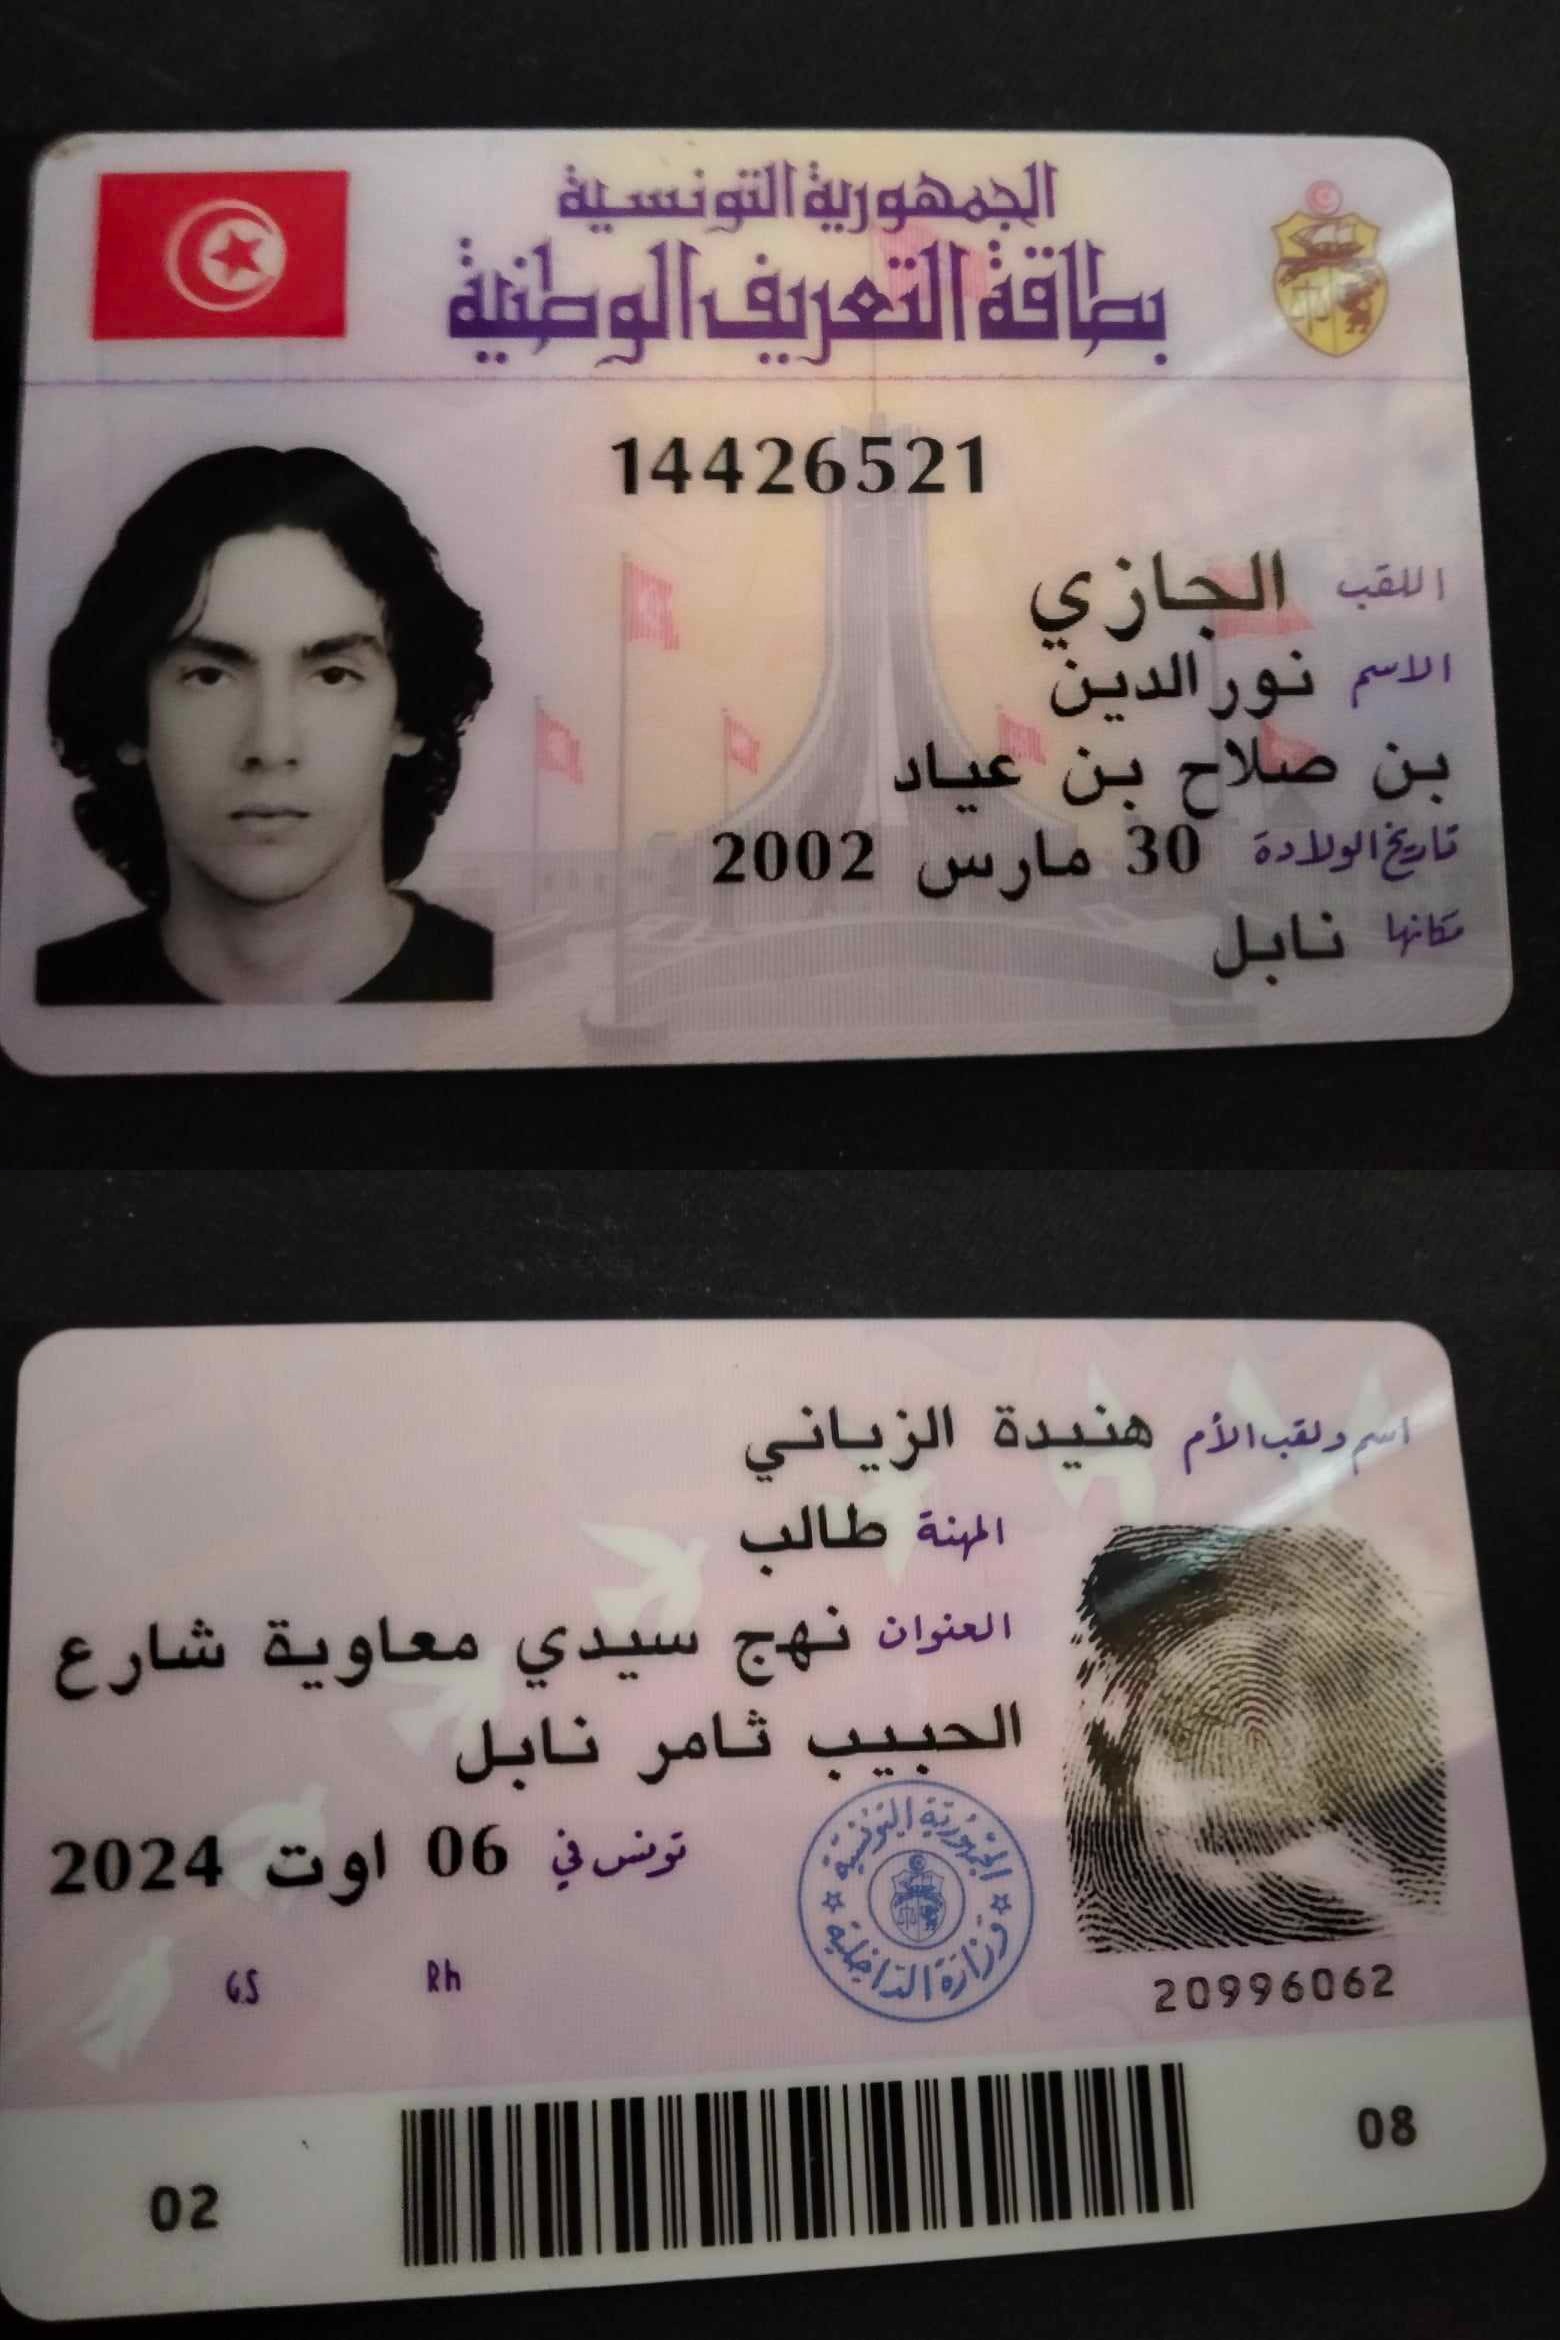 الجمهورية التونسية
بطاقة التعريف الوطنية
14426521
اللقب الجازي
الاسم نور الدين
بن صلاح بن عياد
تاريخ الولادة 30 مارس 2002
مكانها نابل
اسم ولقب الأم هنيدة الزياني
المهنة طالب
العنوان نهج سيدي معاوية شارع
الحبيب ثامر نابل
تونس في 06 اوت 2024
الجمهورية التونسية
وزارة الداخلية
GS Rh
20996062
02 08